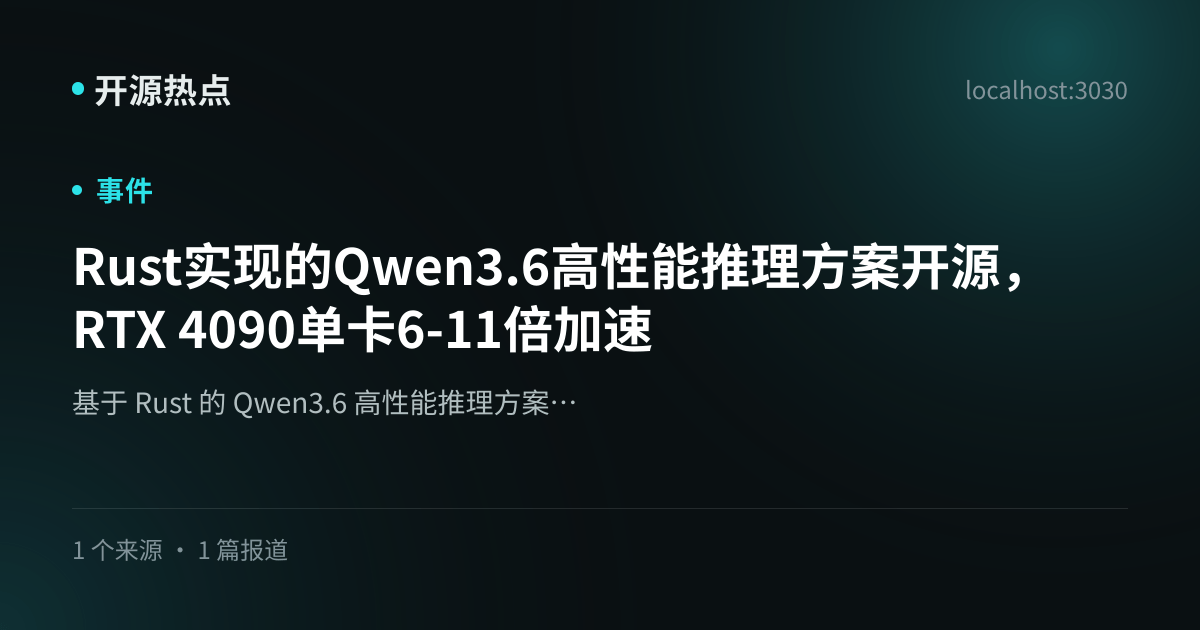 开源热点
localhost:3030
事件
Rust实现的Qwen3.6高性能推理方案开源，
RTX 4090单卡6-11倍加速
基于 Rust 的 Qwen3.6 高性能推理方案…
1 个来源 · 1 篇报道